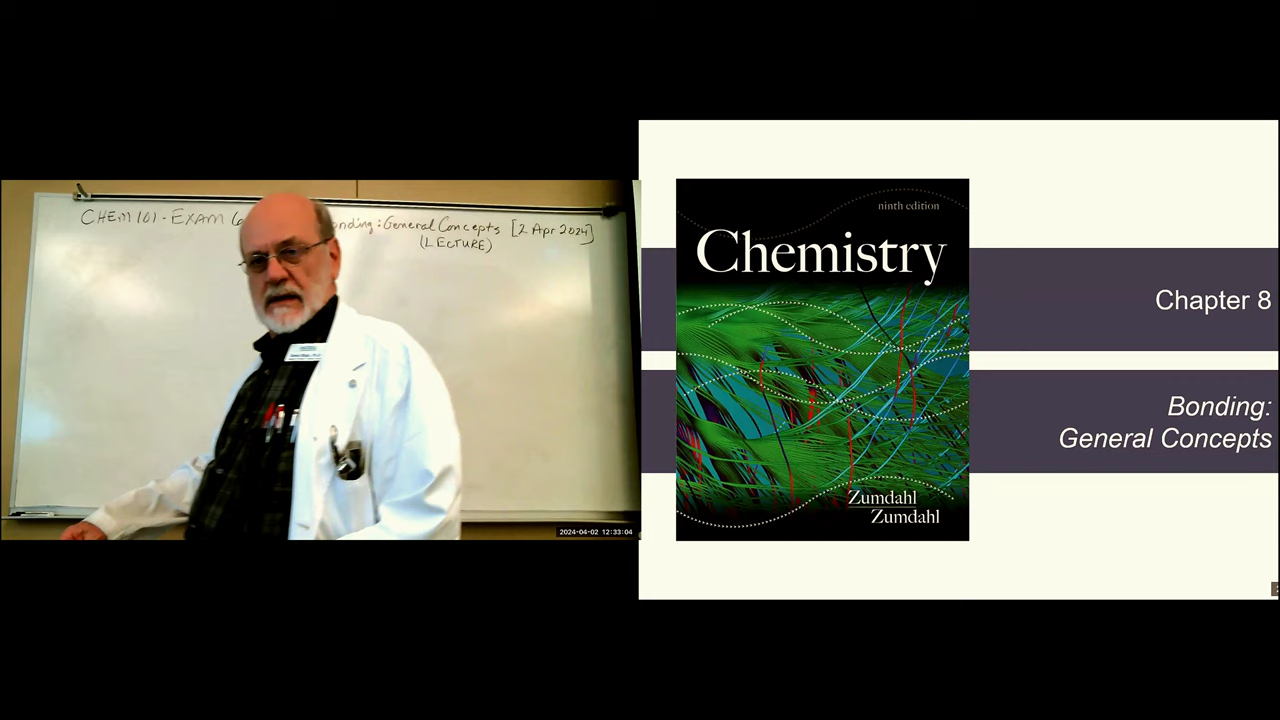 CHEM 101 - EXAM
onding: General Concepts [2 Apr 2024]
(LECTURE)
2024-04-02 12:33:04
ninth edition
Chemistry
Zumdahl
Zumdahl
Chapter 8
Bonding:
General Concepts